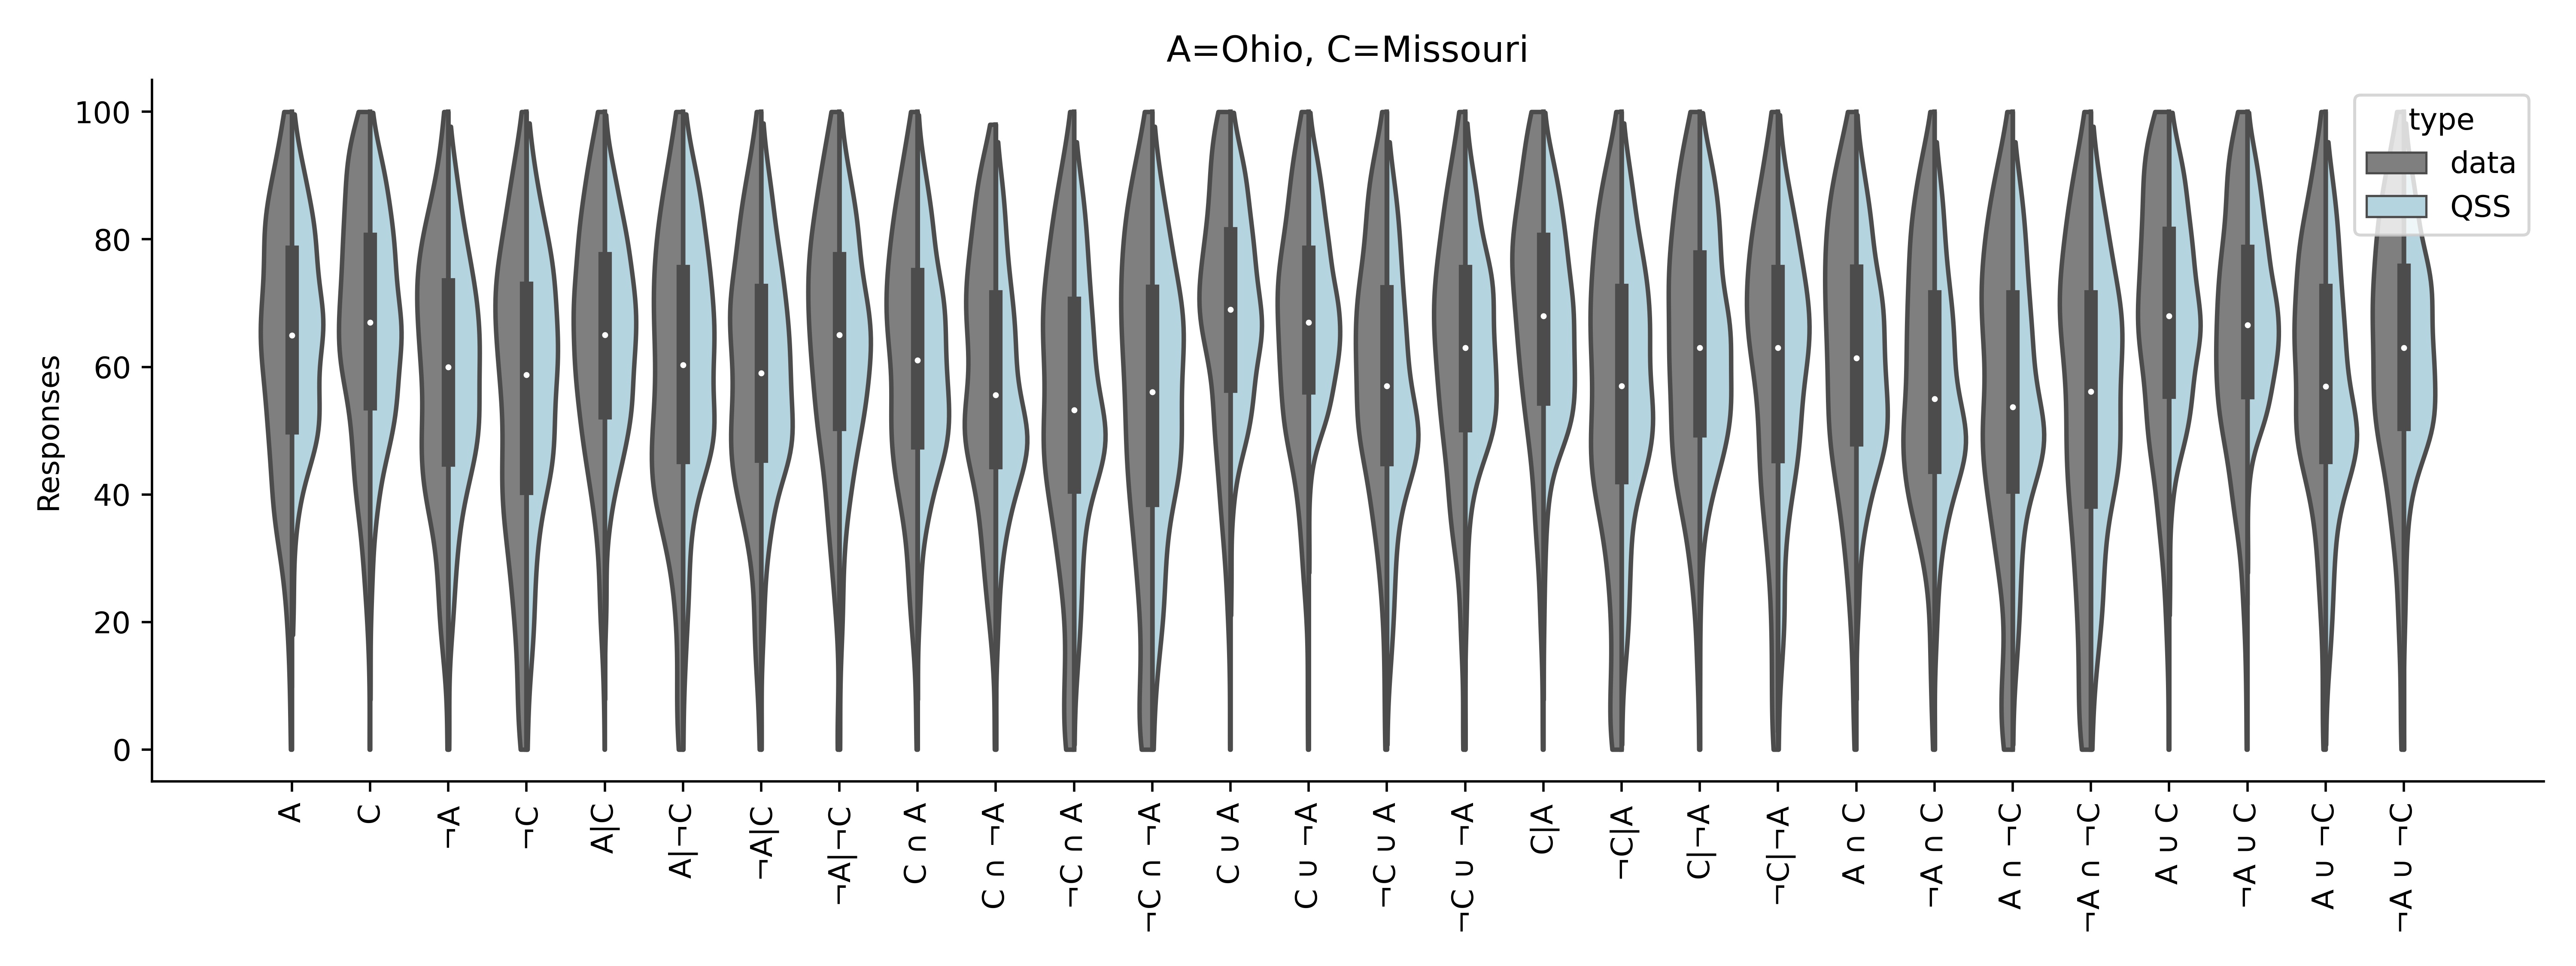 A=Ohio, C=Missouri
Responses
100
80
60
40
20
0
type
data
QSS
A
C
¬A
¬C
A|C
A|¬C
¬A|C
¬A|¬C
C ∩ A
C ∩ ¬A
¬C ∩ A
¬C ∩ ¬A
C ∪ A
C ∪ ¬A
¬C ∪ A
¬C ∪ ¬A
C|A
¬C|A
C|¬A
¬C|¬A
A ∩ C
¬A ∩ C
A ∩ ¬C
¬A ∩ ¬C
A ∪ C
¬A ∪ C
A ∪ ¬C
¬A ∪ ¬C